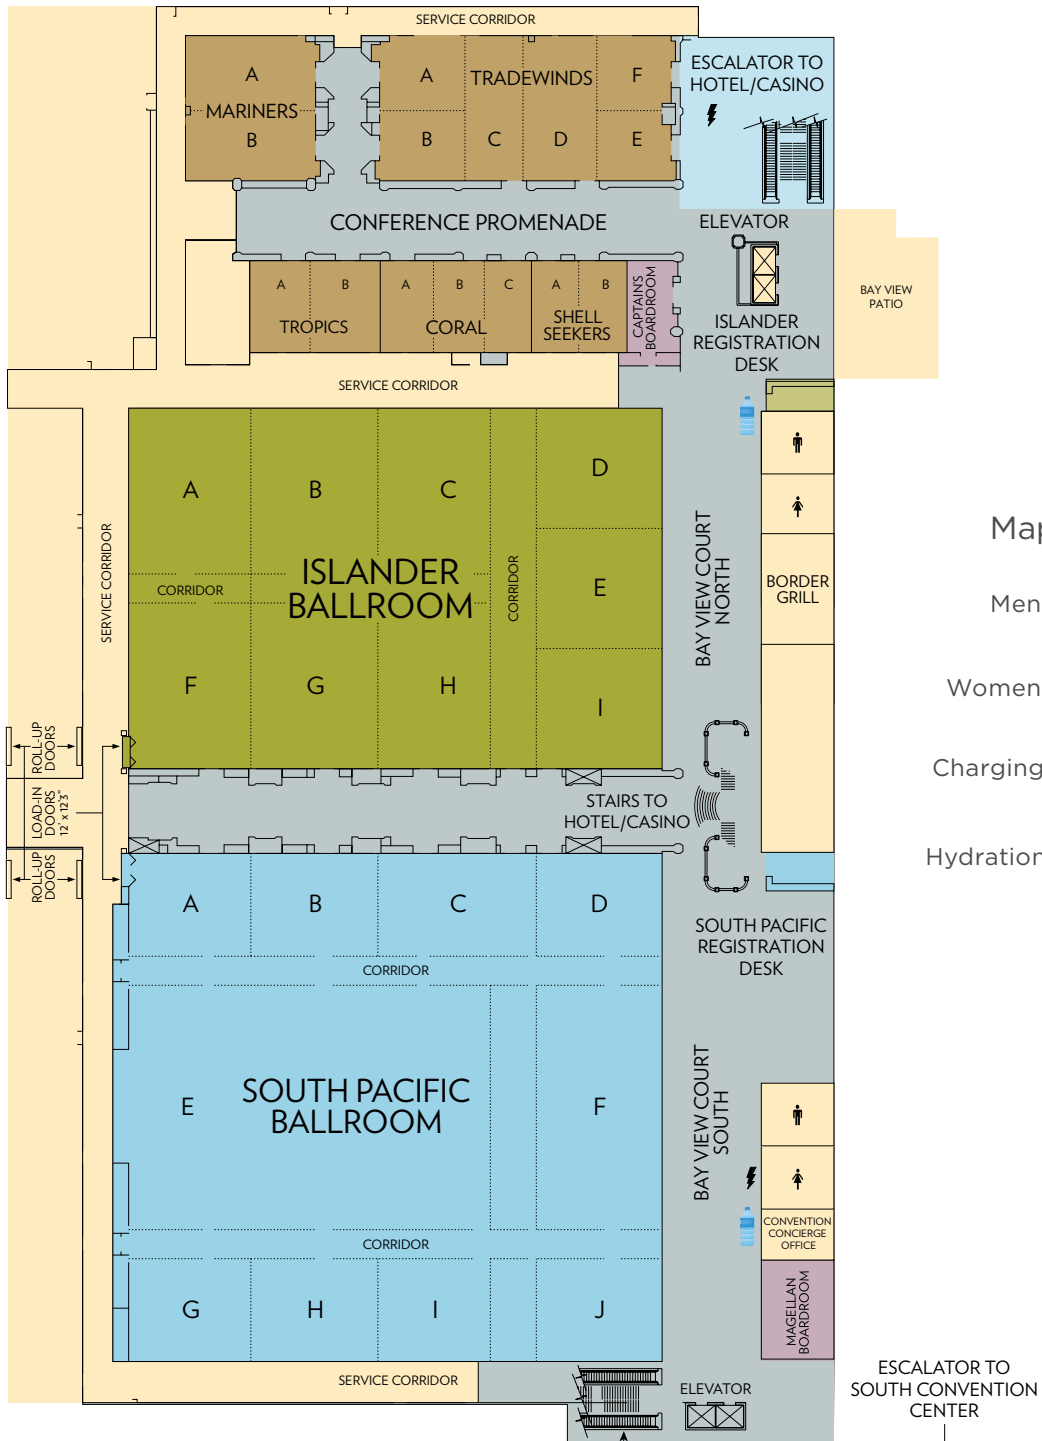 SERVICE CORRIDOR
A
MARINERS
B
A
TRADEWINDS
F
B
C
D
E
ESCALATOR TO
HOTEL/CASINO
CONFERENCE PROMENADE
ELEVATOR
A
B
TROPICS
A
B
C
CORAL
A
B
SHELL
SEEKERS
CAPTAIN'S
BOARDROOM
ISLANDER
REGISTRATION
DESK
BAY VIEW
PATIO
SERVICE CORRIDOR
A
B
C
D
SERVICE CORRIDOR
CORRIDOR
ISLANDER
BALLROOM
CORRIDOR
E
F
G
H
I
BAY VIEW COURT
NORTH
BORDER
GRILL
Map
Men
Women
Charging
Hydration
ROLL-UP
DOORS
LOAD-IN
DOORS
12' x 12'3"
ROLL-UP
DOORS
STAIRS TO
HOTEL/CASINO
A
B
C
D
CORRIDOR
SOUTH PACIFIC
REGISTRATION
DESK
E
SOUTH PACIFIC
BALLROOM
F
BAY VIEW COURT
SOUTH
CORRIDOR
G
H
I
J
CONVENTION
CONCIERGE
OFFICE
MAGELLAN
BOARDROOM
SERVICE CORRIDOR
ELEVATOR
ESCALATOR TO
SOUTH CONVENTION
CENTER